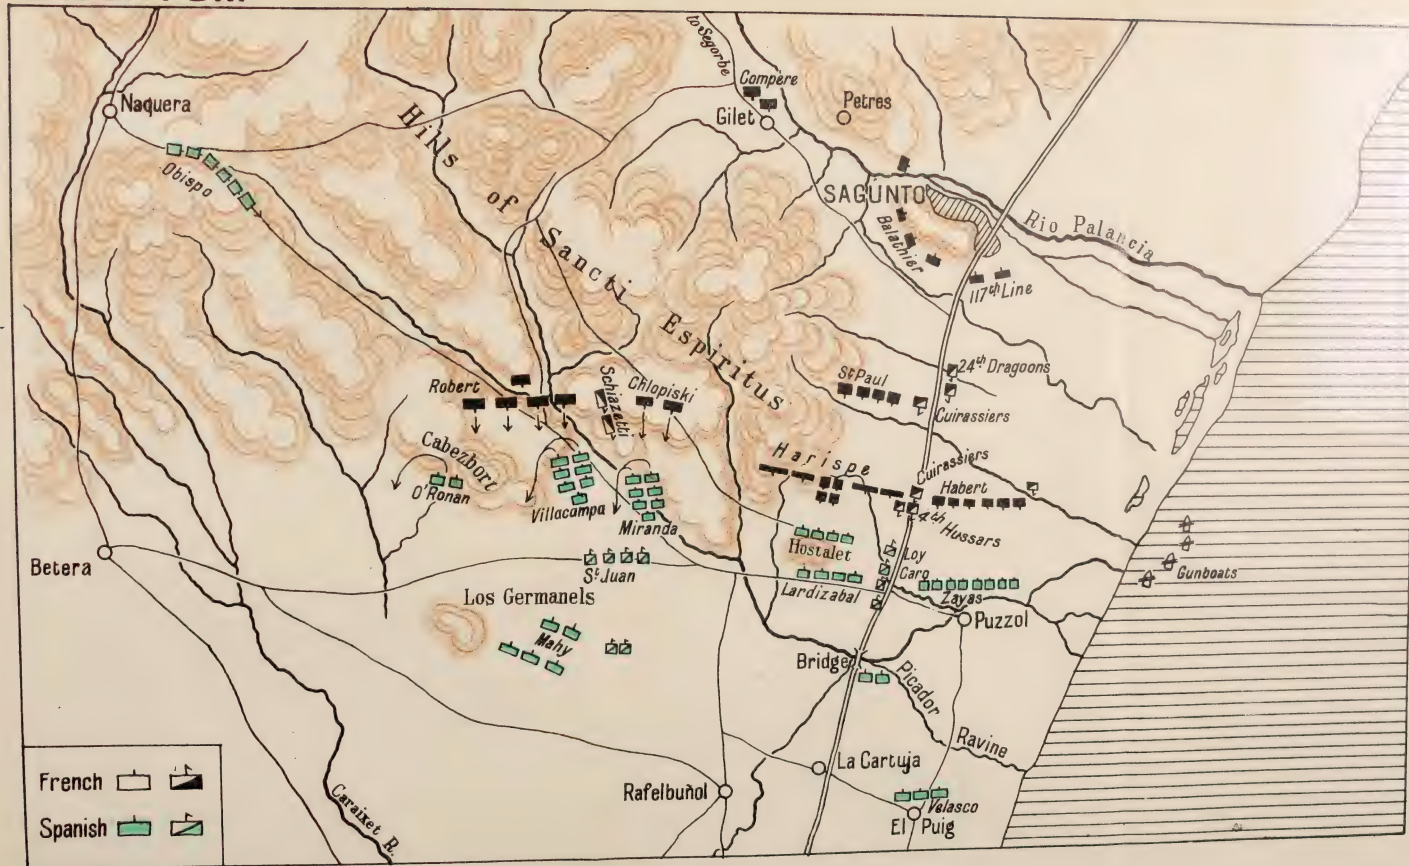 to Segorbe
Compère
Naquera
Petres
Gilet
Hills of Sancti Espiritus
Obispo
SAGUNTO
Rio Palancia
Balathier
117th Line
24th Dragoons
St Paul
Cuirassiers
Robert
Schiazetti
Chlopiski
Harispe
Cuirassiers
Habert
4th Hussars
Cabezbort
O'Ronan
Villacampa
Miranda
Hostalet
Loy
Caro
Gunboats
Betera
St Juan
Lardizabal
Zayas
Puzzol
Los Germanels
Mahy
Bridge
Picador Ravine
La Cartuja
Rafelbuñol
Velasco
El Puig
Caraixet R.
French
Spanish